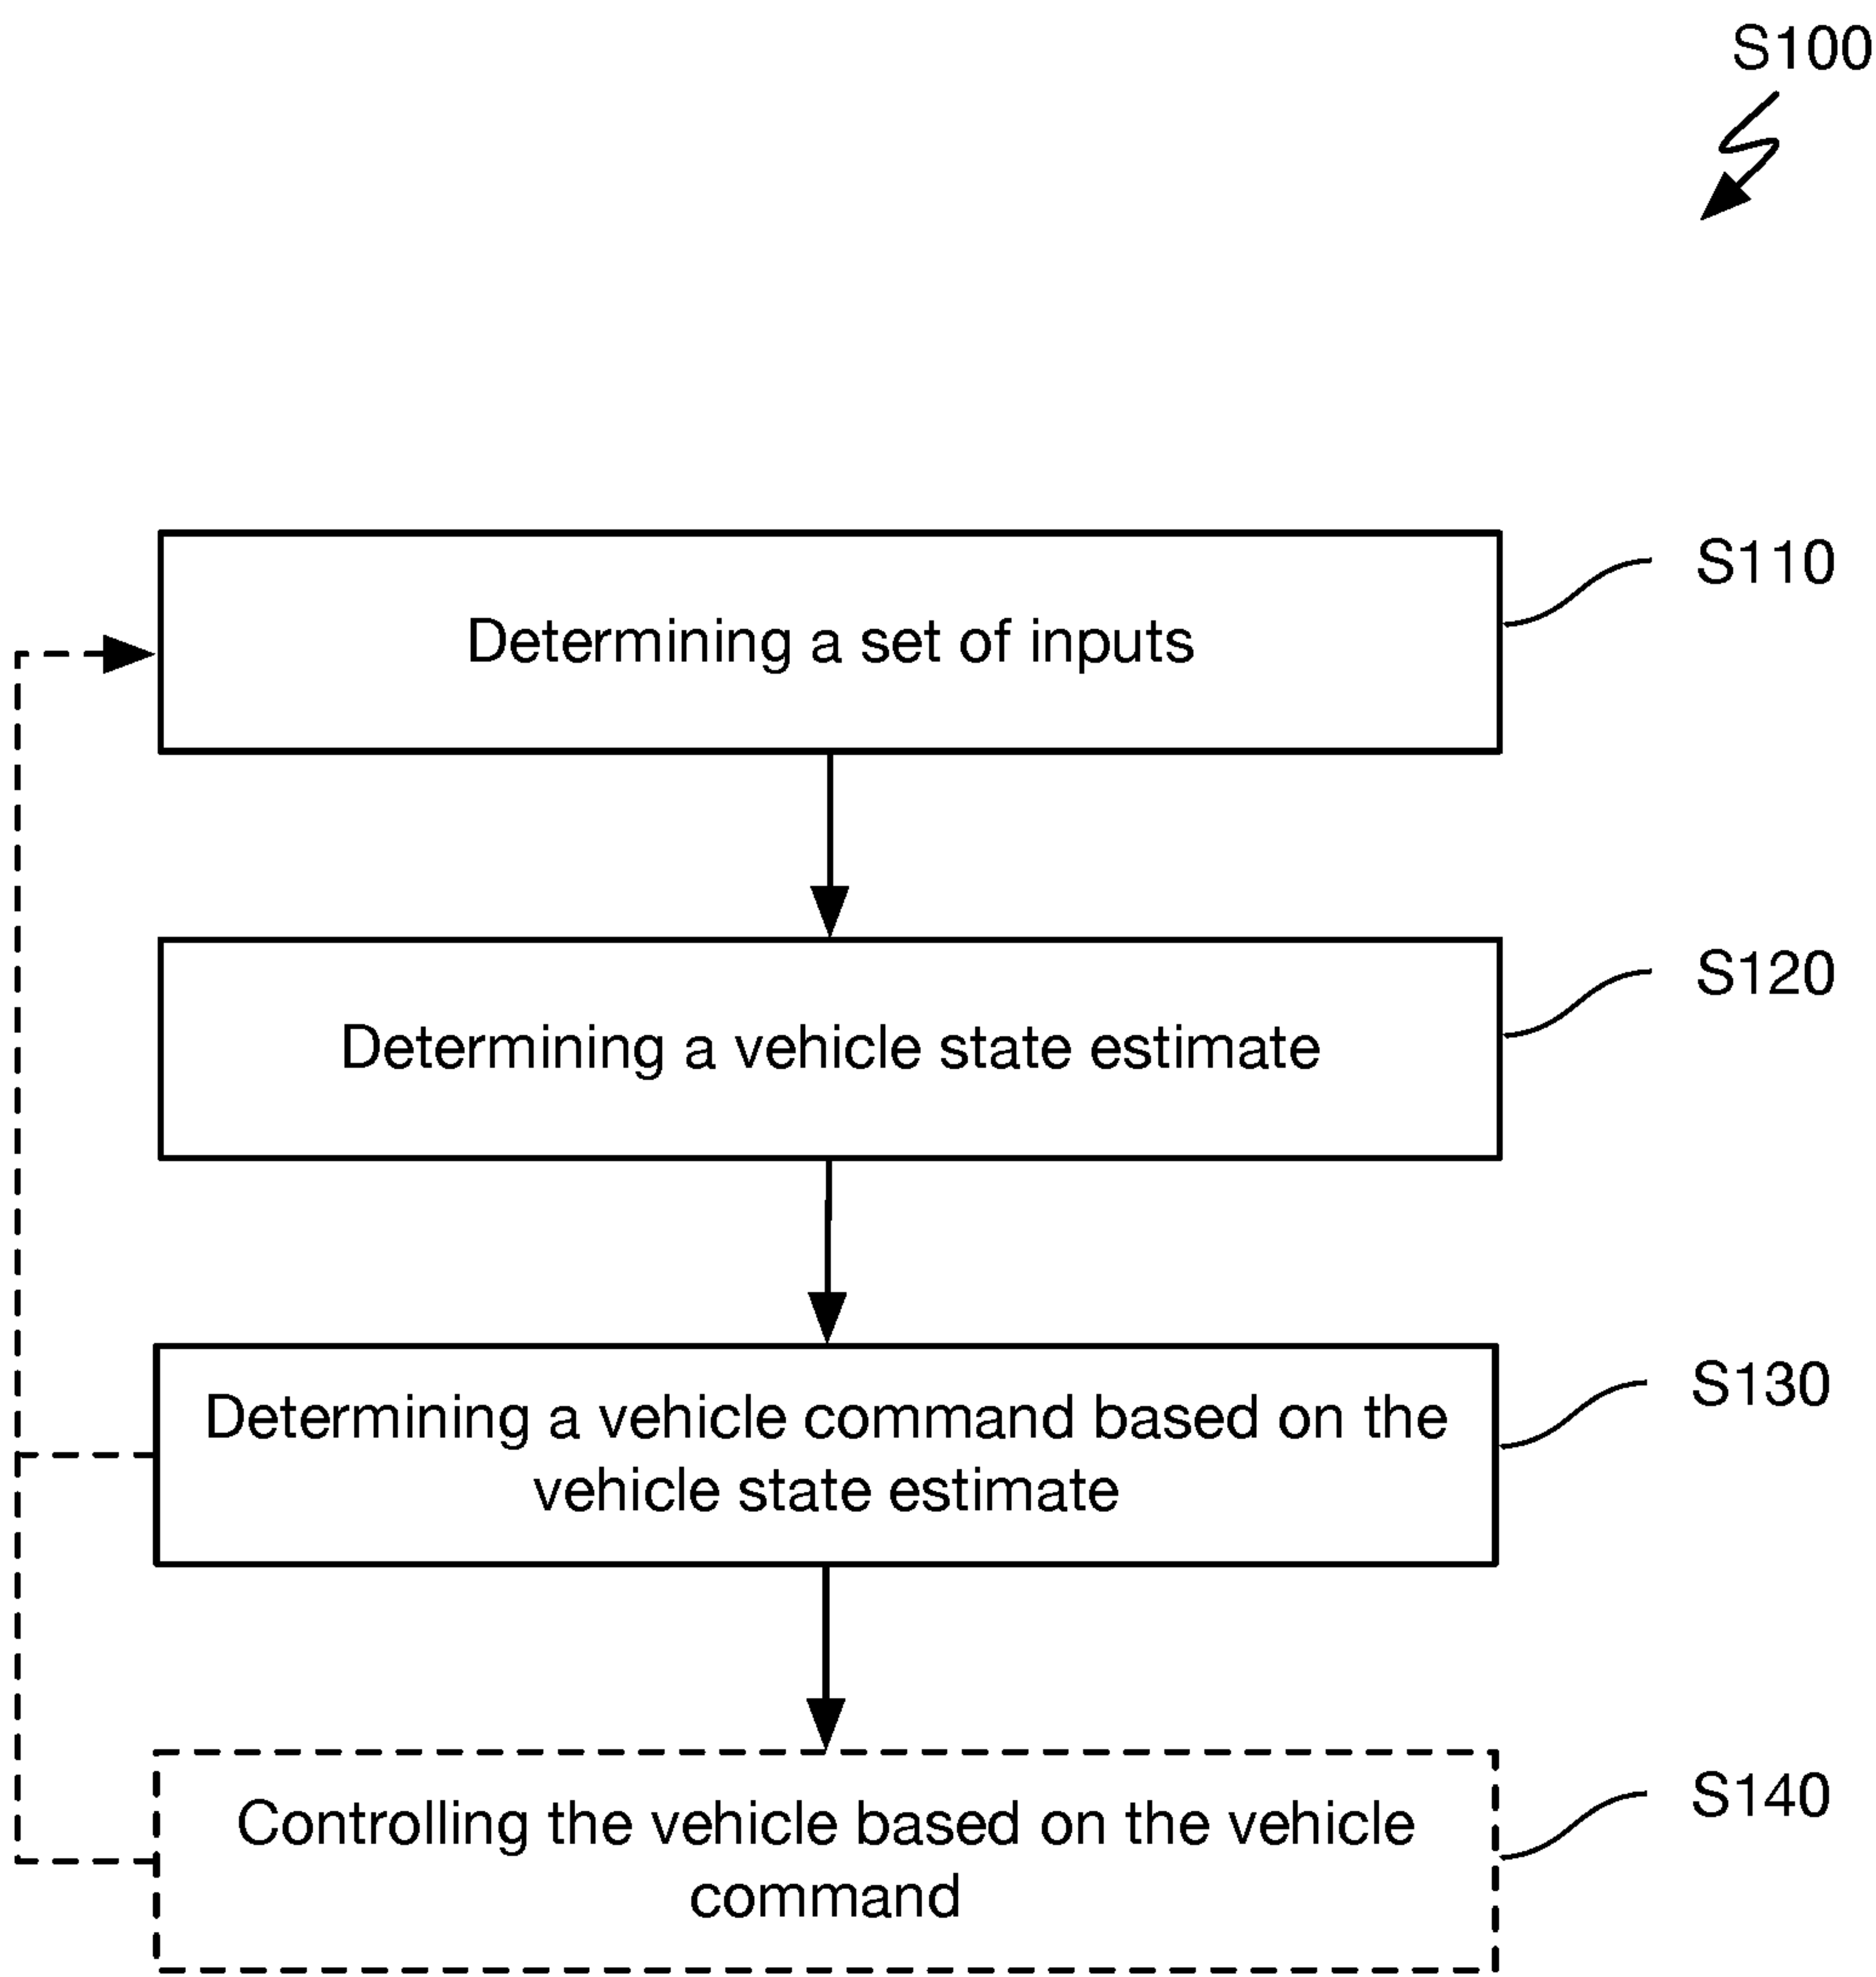 S100
Determining a set of inputs
S110
Determining a vehicle state estimate
S120
Determining a vehicle command based on the
vehicle state estimate
S130
Controlling the vehicle based on the vehicle
command
S140